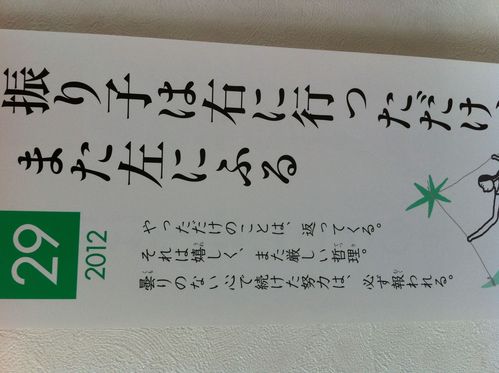 振り子は右に行っただけ、
また左にふる
やっただけのことは、返ってくる。
それは嬉しく、また厳しい哲理。
曇りのない心で続けた努力は、必ず報われる。
29
2012